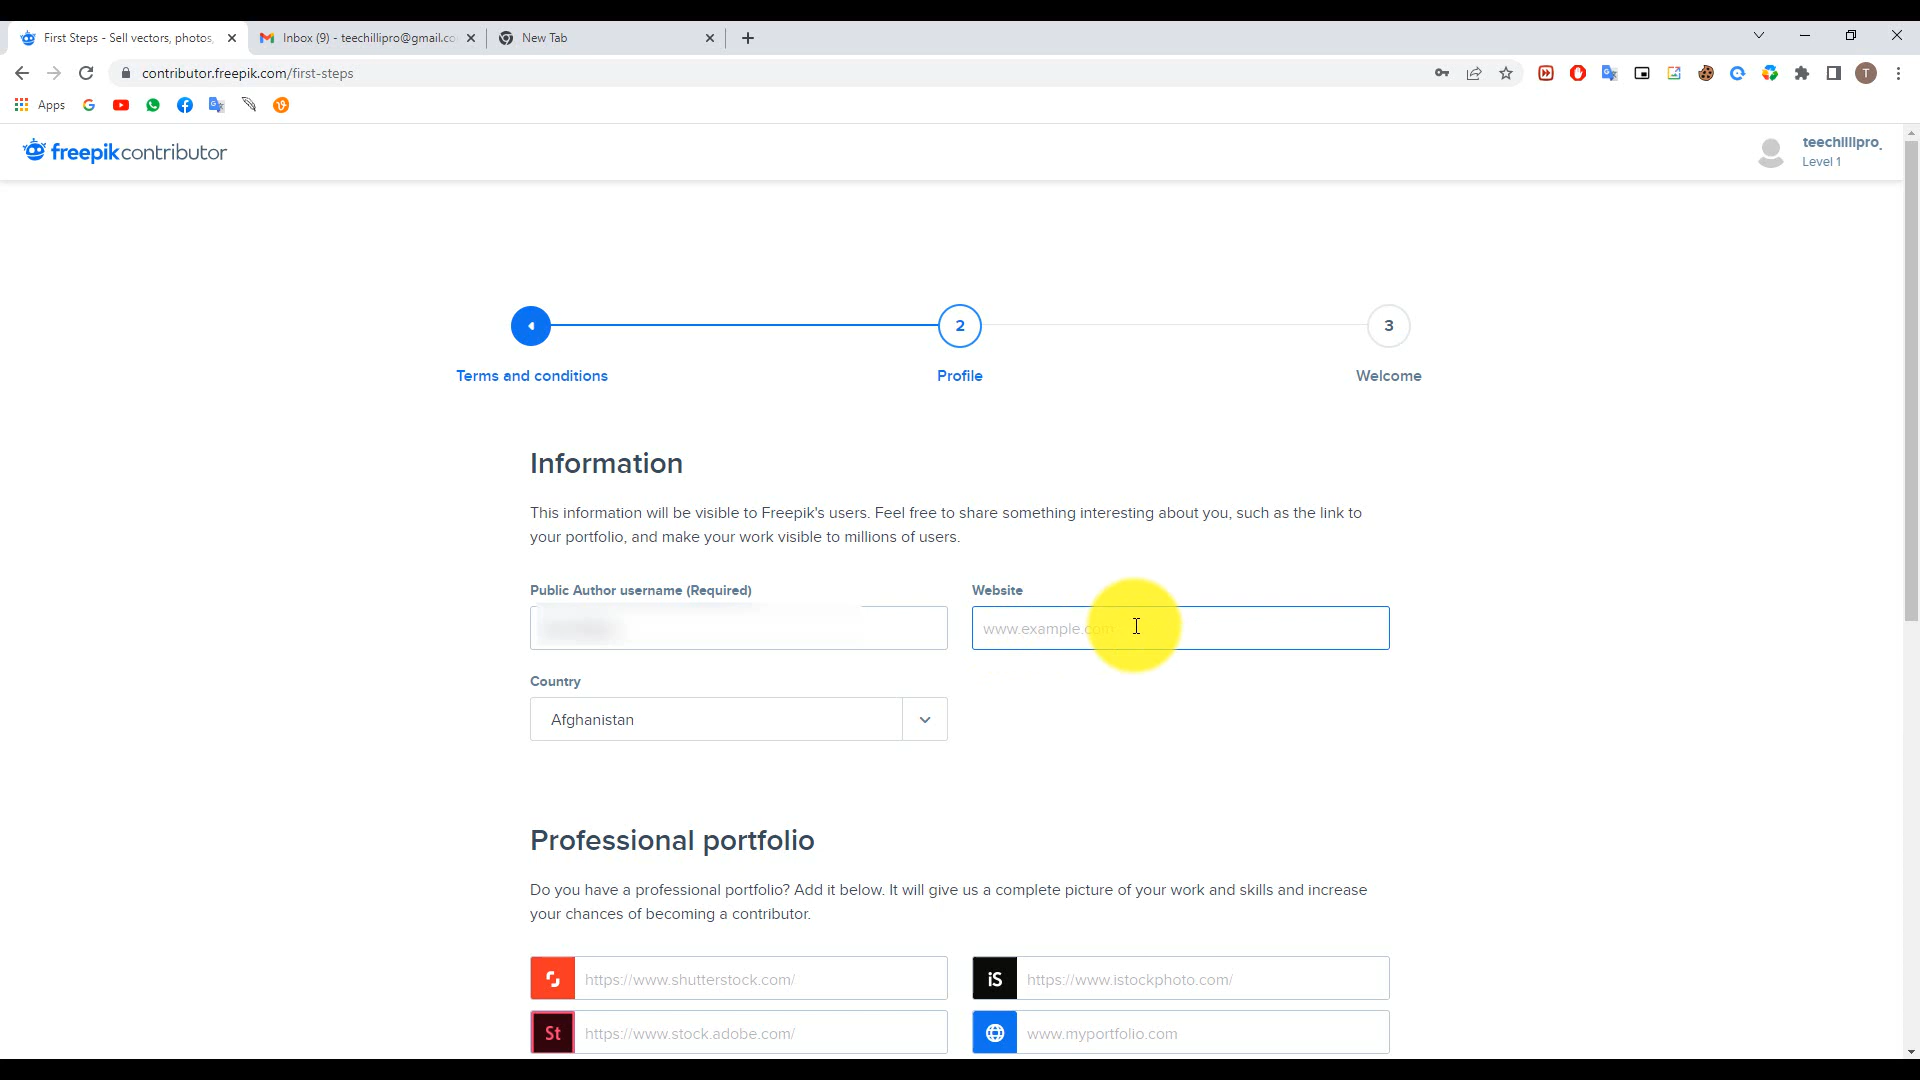 First Steps - Sell vectors, photos,
Inbox (9) - teechillipro@gmail.co
New Tab
contributor.freepik.com/first-steps
T
Apps
freepikcontributor
teechillipro_
Level 1
2
3
Terms and conditions
Profile
Welcome
Information
This information will be visible to Freepik's users. Feel free to share something interesting about you, such as the link to
your portfolio, and make your work visible to millions of users.
Public Author username (Required)
Website
www.example.com
Country
Afghanistan
Professional portfolio
Do you have a professional portfolio? Add it below. It will give us a complete picture of your work and skills and increase
your chances of becoming a contributor.
https://www.shutterstock.com/
iS
https://www.istockphoto.com/
St
https://www.stock.adobe.com/
www.myportfolio.com